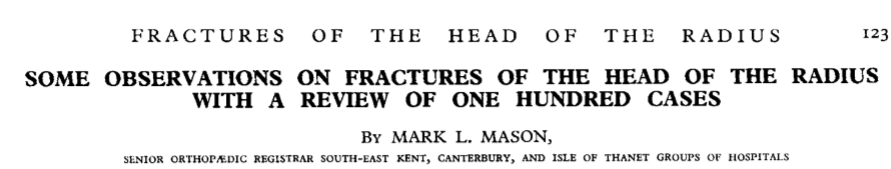 FRACTURES OF THE HEAD OF THE RADIUS 123
SOME OBSERVATIONS ON FRACTURES OF THE HEAD OF THE RADIUS
WITH A REVIEW OF ONE HUNDRED CASES
BY MARK L. MASON,
SENIOR ORTHOPÆDIC REGISTRAR SOUTH-EAST KENT, CANTERBURY, AND ISLE OF THANET GROUPS OF HOSPITALS